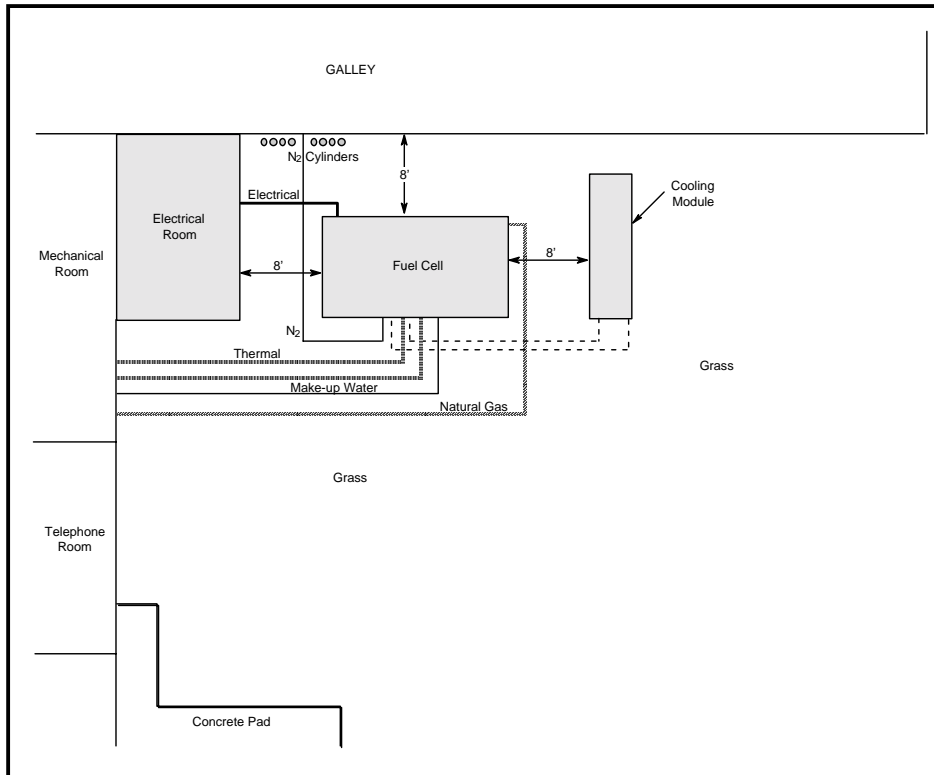 GALLEY
N2 Cylinders
8'
Electrical
Cooling
Module
Electrical
Room
Mechanical
Room
8'
Fuel Cell
8'
N2
Thermal
Grass
Make-up Water
Natural Gas
Grass
Telephone
Room
Concrete Pad